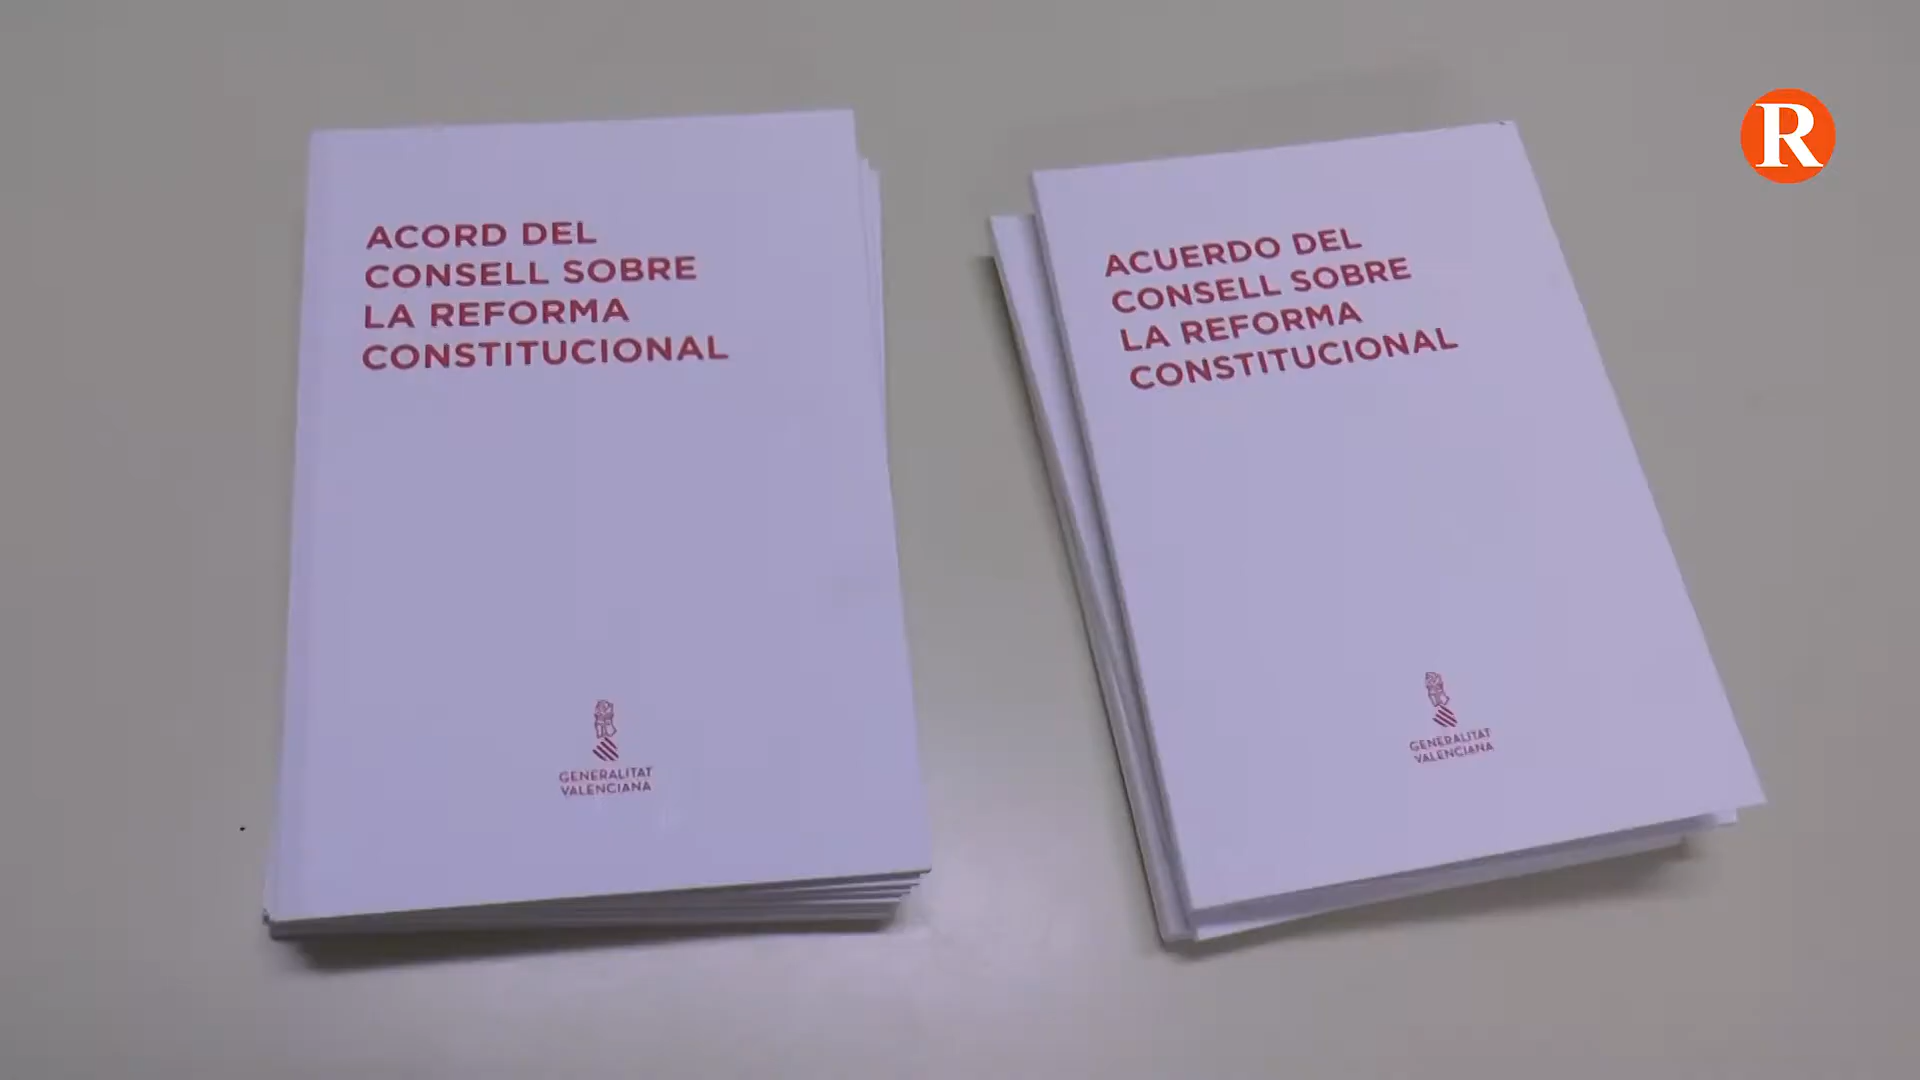 ACORD DEL
CONSELL SOBRE
LA REFORMA
CONSTITUCIONAL
GENERALITAT
VALENCIANA
ACUERDO DEL
CONSELL SOBRE
LA REFORMA
CONSTITUCIONAL
GENERALITAT
VALENCIANA
R